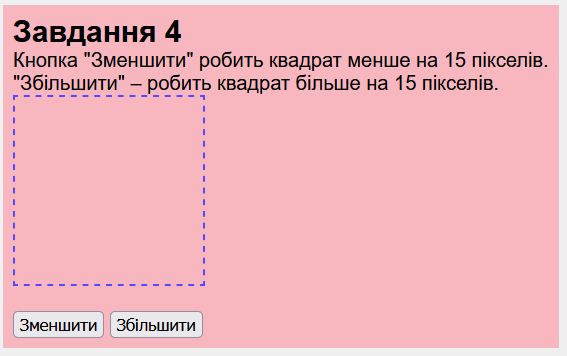 Завдання 4
Кнопка "Зменшити" робить квадрат менше на 15 пікселів.
"Збільшити" – робить квадрат більше на 15 пікселів.
Зменшити Збільшити